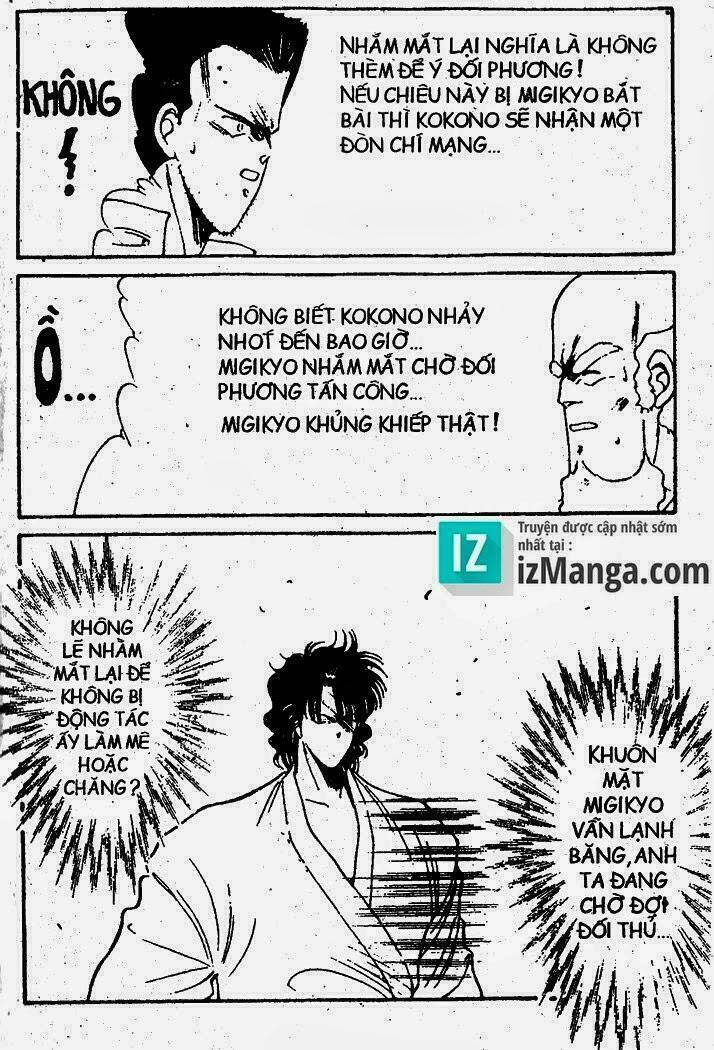 KHÔNG
!
NHẮM MẮT LẠI NGHĨA LÀ KHÔNG
THÈM ĐỂ Ý ĐỐI PHƯƠNG!
NẾU CHIÊU NÀY BỊ MIGIKYO BẮT
BÀI THÌ KOKONO SẼ NHẬN MỘT
ĐÒN CHÍ MẠNG...
Ồ...
KHÔNG BIẾT KOKONO NHẢY
NHÓT ĐẾN BAO GIỜ...
MIGIKYO NHẮM MẮT CHỜ ĐỐI
PHƯƠNG TẤN CÔNG...
MIGIKYO KHỦNG KHIẾP THẬT!
IZ
Truyện được cập nhật sớm
nhất tại :
izManga.com
KHÔNG
LẼ NHẰM
MẮT LẠI ĐỂ
KHÔNG BỊ
ĐỘNG TÁC
ẤY LÀM MÊ
HOẶC
CHĂNG?
KHUÔN
MẶT
MIGIKYO
VẪN LẠNH
BĂNG, ANH
TA ĐANG
CHỜ ĐỢI
ĐỐI THỦ...